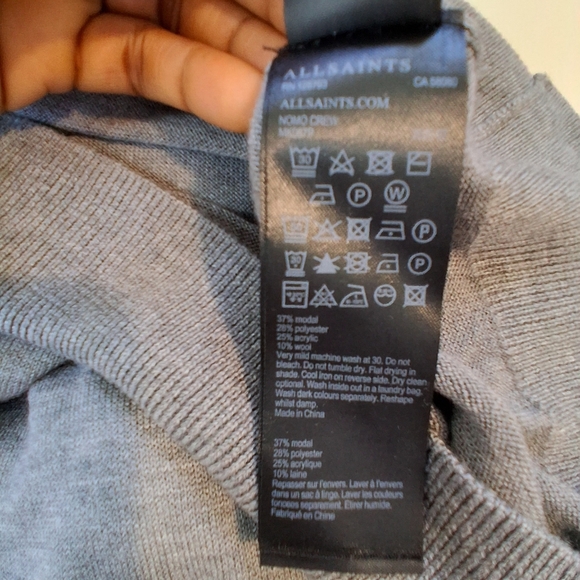 ALLSAINTS
CA 58980
ALLSAINTS.COM
NOMO CREW
30
P W
P
30 P
37% modal
28% polyester
25% acrylic
10% wool
Very mild machine wash at 30. Do not
bleach. Do not tumble dry. Flat drying in
shade. Cool iron on reverse side. Dry clean
optional. Wash inside out in a laundry bag.
Wash dark colours separately. Reshape
whilst damp.
Made in China
37% modal
28% polyester
25% acrylique
10% laine
Repasser sur l'envers. Laver à l'envers
dans un sac à linge. Laver les couleurs
foncées separement. Etirer humide.
Fabriqué en Chine